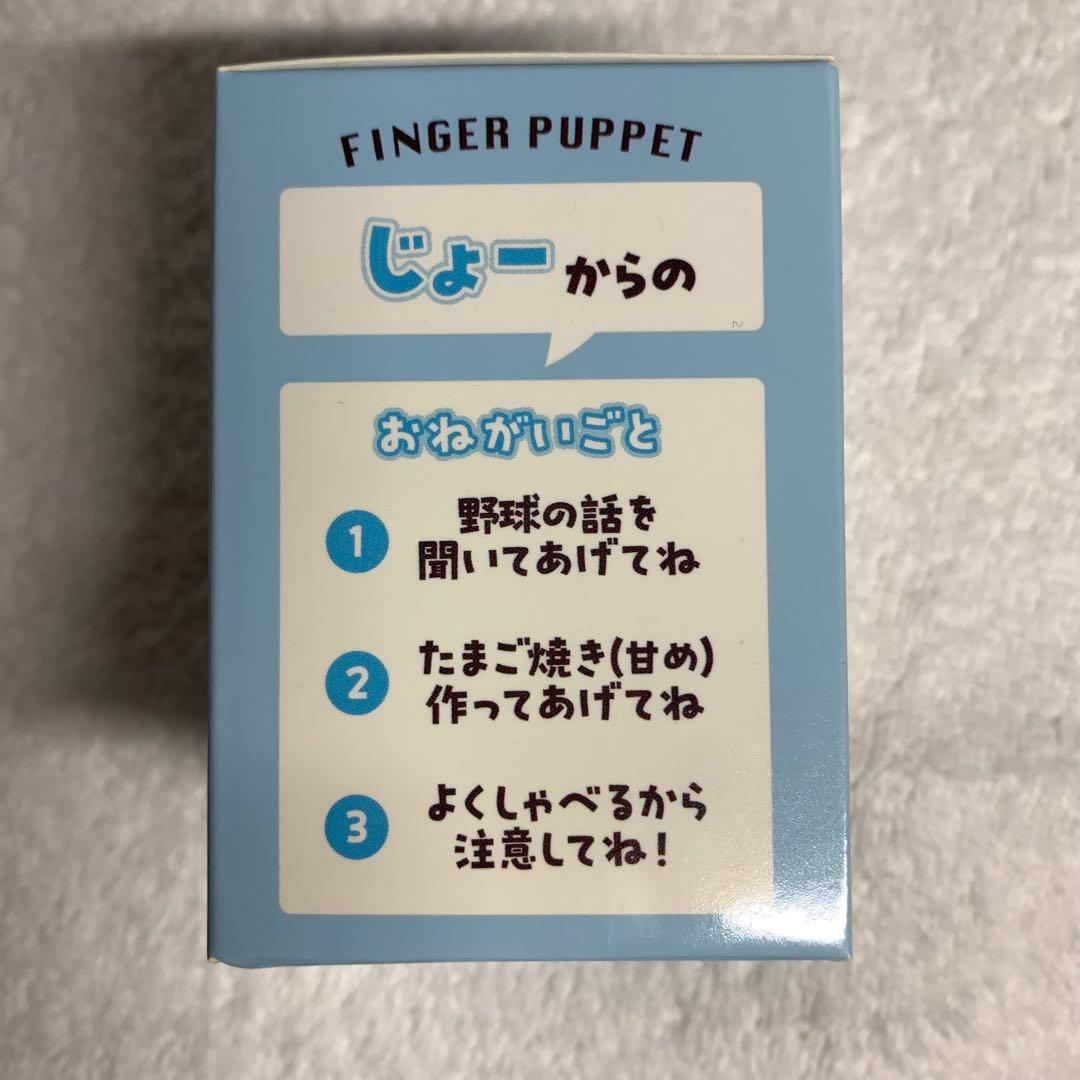 FINGER PUPPET
じょーからの
2
おねがいごと
1 野球の話を
聞いてあげてね
2 たまご焼き(甘め)
作ってあげてね
3 よくしゃべるから
注意してね!